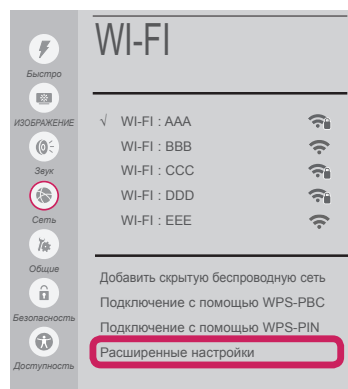 WI-FI
Быстро
ИЗОБРАЖЕНИЕ
Звук
Сеть
Общие
Безопасность
Доступность
√ WI-FI : AAA
WI-FI : BBB
WI-FI : CCC
WI-FI : DDD
WI-FI : EEE
Добавить скрытую беспроводную сеть
Подключение с помощью WPS-PBC
Подключение с помощью WPS-PIN
Расширенные настройки